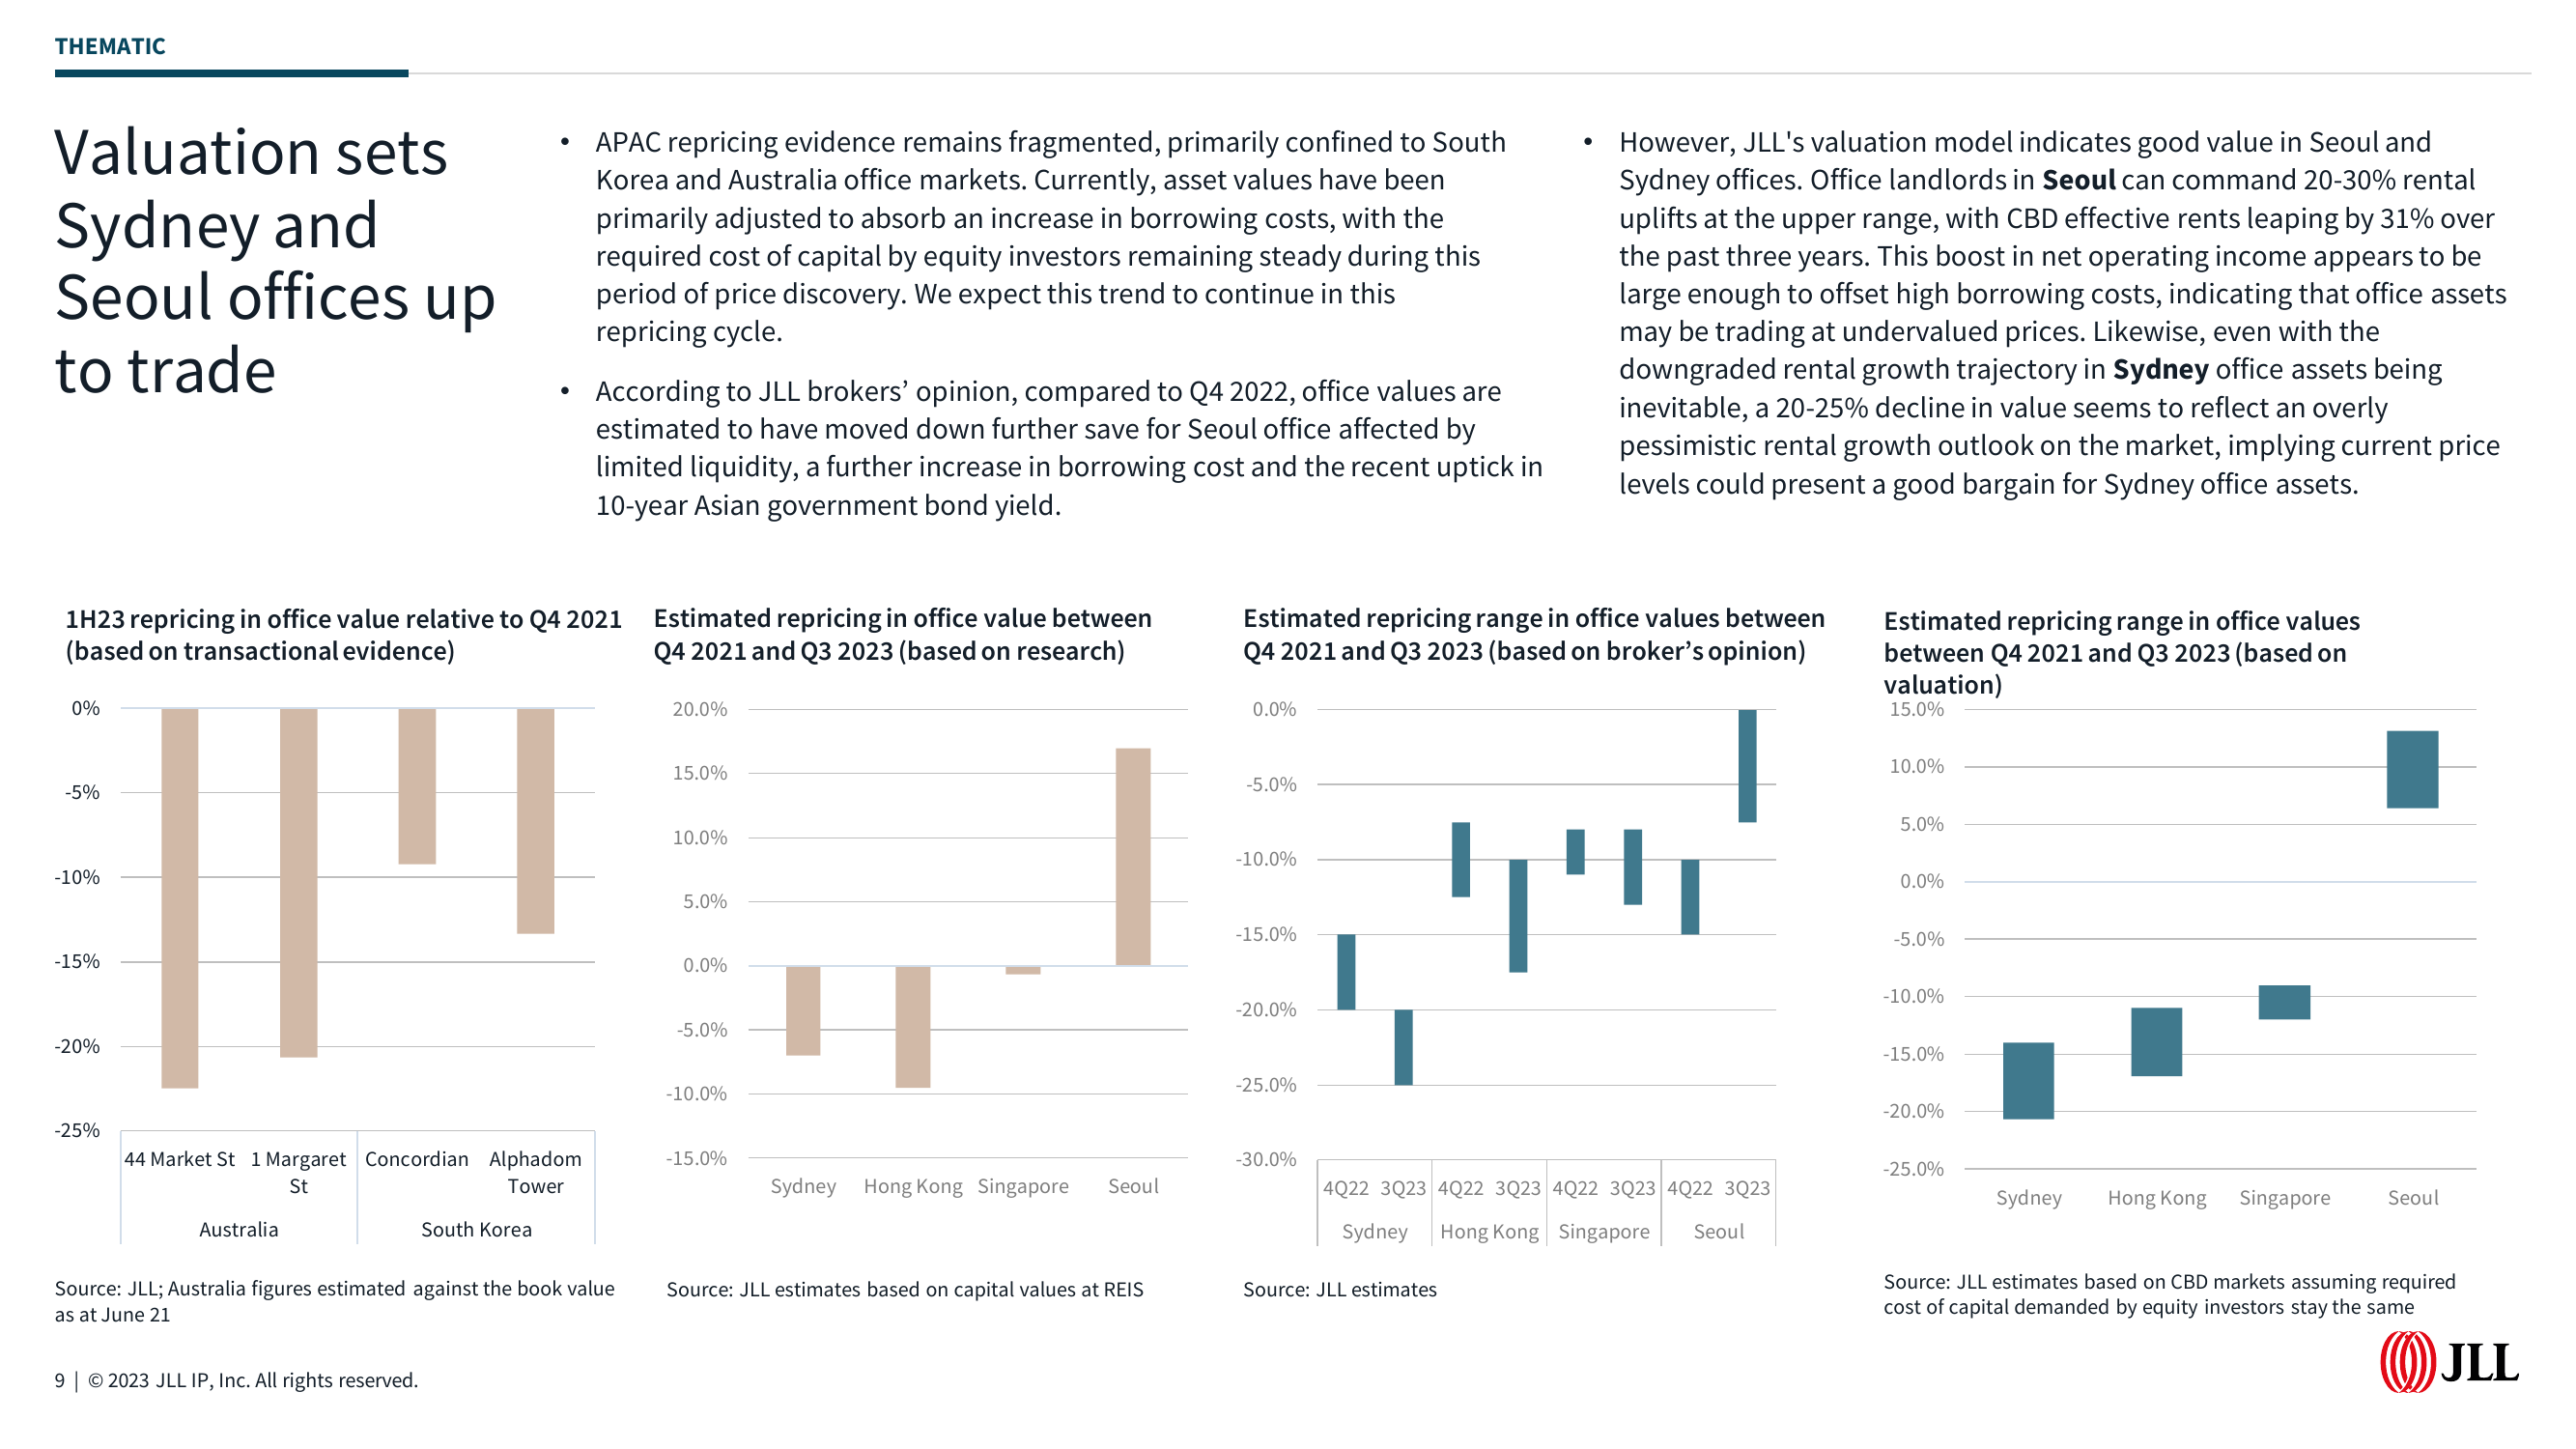 THEMATIC
Valuation sets
Sydney and
Seoul offices up
to trade
• APAC repricing evidence remains fragmented, primarily confined to South
Korea and Australia office markets. Currently, asset values have been
primarily adjusted to absorb an increase in borrowing costs, with the
required cost of capital by equity investors remaining steady during this
period of price discovery. We expect this trend to continue in this
repricing cycle.
• According to JLL brokers’ opinion, compared to Q4 2022, office values are
estimated to have moved down further save for Seoul office affected by
limited liquidity, a further increase in borrowing cost and the recent uptick in
10-year Asian government bond yield.
• However, JLL's valuation model indicates good value in Seoul and
Sydney offices. Office landlords in Seoul can command 20-30% rental
uplifts at the upper range, with CBD effective rents leaping by 31% over
the past three years. This boost in net operating income appears to be
large enough to offset high borrowing costs, indicating that office assets
may be trading at undervalued prices. Likewise, even with the
downgraded rental growth trajectory in Sydney office assets being
inevitable, a 20-25% decline in value seems to reflect an overly
pessimistic rental growth outlook on the market, implying current price
levels could present a good bargain for Sydney office assets.
1H23 repricing in office value relative to Q4 2021
(based on transactional evidence)
0%
-5%
-10%
-15%
-20%
-25%
44 Market St 1 Margaret Concordian Alphadom
St Tower
Australia South Korea
Source: JLL; Australia figures estimated against the book value
as at June 21
Estimated repricing in office value between
Q4 2021 and Q3 2023 (based on research)
20.0%
15.0%
10.0%
5.0%
0.0%
-5.0%
-10.0%
-15.0%
Sydney Hong Kong Singapore Seoul
Source: JLL estimates based on capital values at REIS
Estimated repricing range in office values between
Q4 2021 and Q3 2023 (based on broker’s opinion)
0.0%
-5.0%
-10.0%
-15.0%
-20.0%
-25.0%
-30.0%
4Q22 3Q23 4Q22 3Q23 4Q22 3Q23 4Q22 3Q23
Sydney Hong Kong Singapore Seoul
Source: JLL estimates
Estimated repricing range in office values
between Q4 2021 and Q3 2023 (based on
valuation)
15.0%
10.0%
5.0%
0.0%
-5.0%
-10.0%
-15.0%
-20.0%
-25.0%
Sydney Hong Kong Singapore Seoul
Source: JLL estimates based on CBD markets assuming required
cost of capital demanded by equity investors stay the same
9 | © 2023 JLL IP, Inc. All rights reserved.
JLL